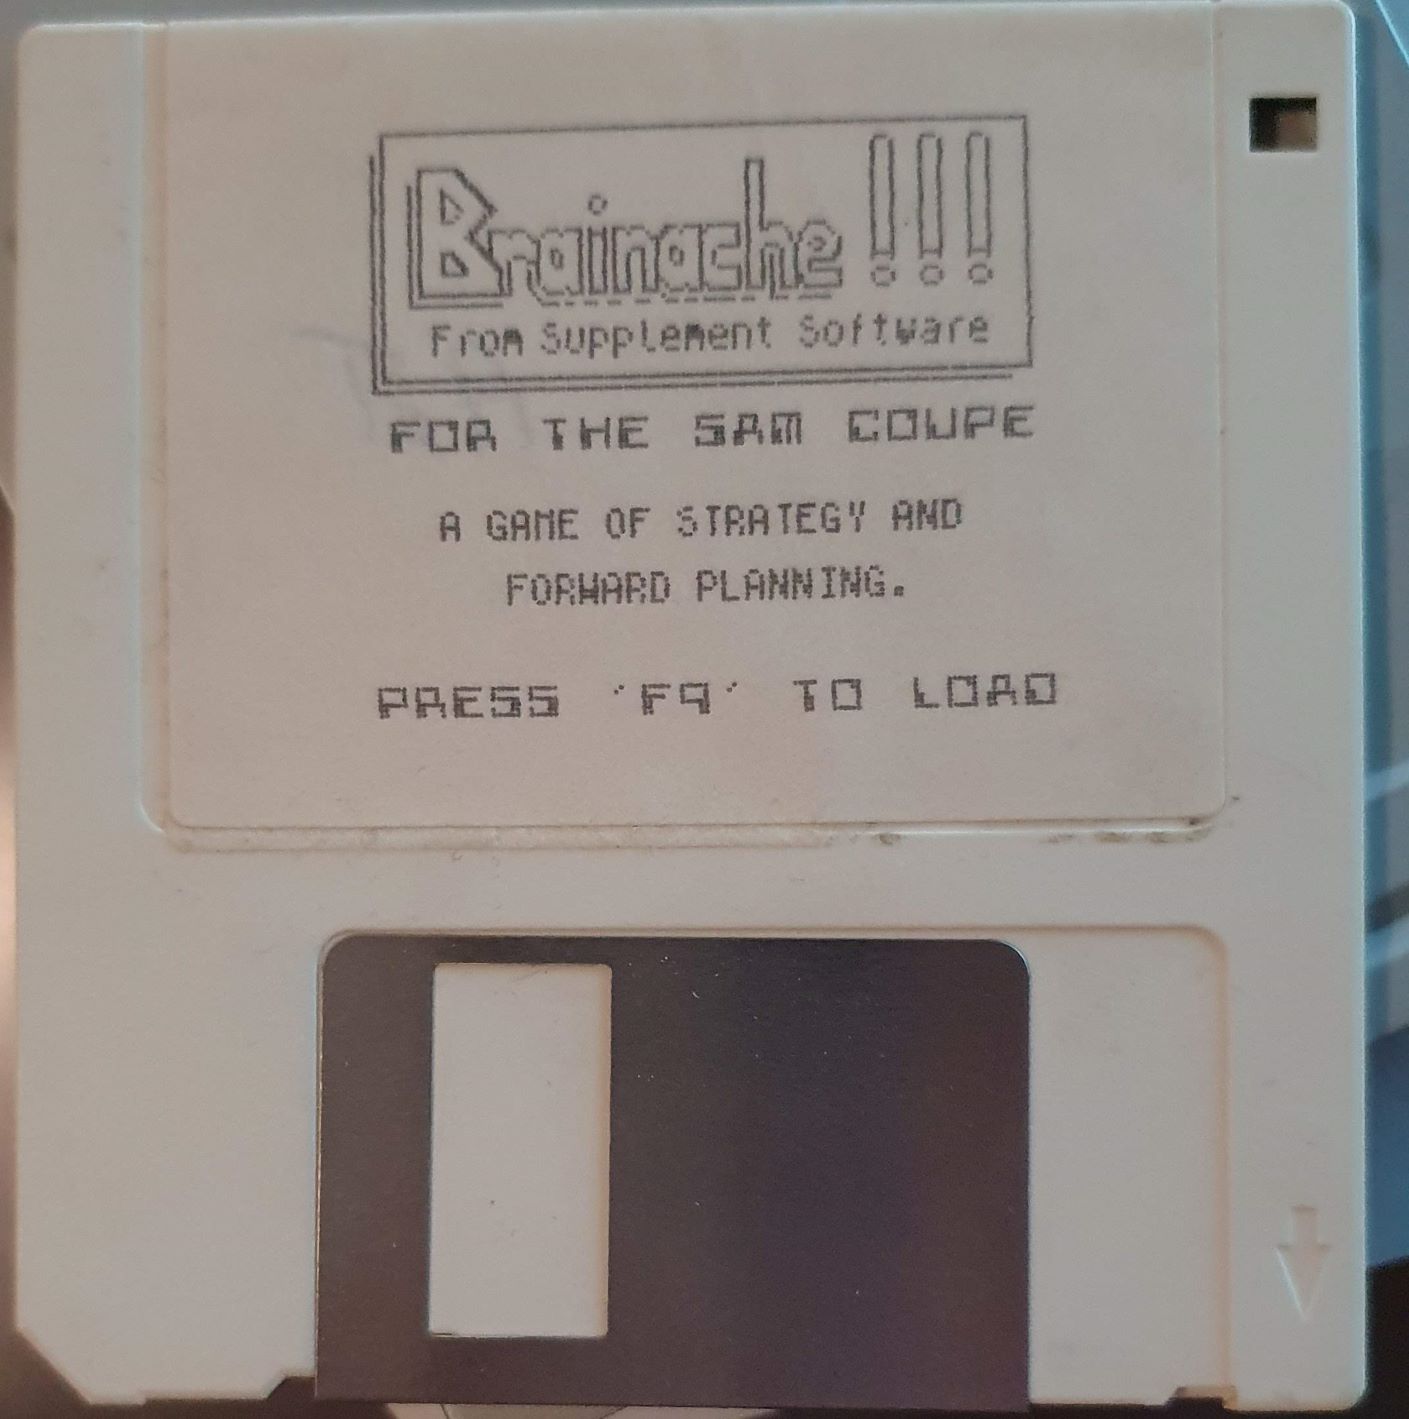 Brainache!!!
From Supplement Software
FOR THE SAM COUPE
A GAME OF STRATEGY AND
FORWARD PLANNING.
PRESS 'F9' TO LOAD